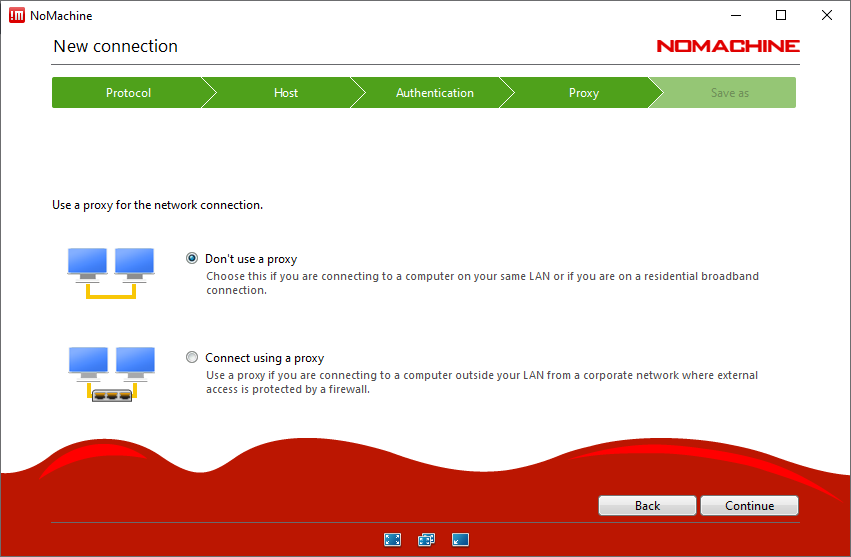 !M NoMachine
New connection
NOMACHINE
Protocol
Host
Authentication
Proxy
Save as
Use a proxy for the network connection.
Don't use a proxy
Choose this if you are connecting to a computer on your same LAN or if you are on a residential broadband
connection.
Connect using a proxy
Use a proxy if you are connecting to a computer outside your LAN from a corporate network where external
access is protected by a firewall.
Back
Continue